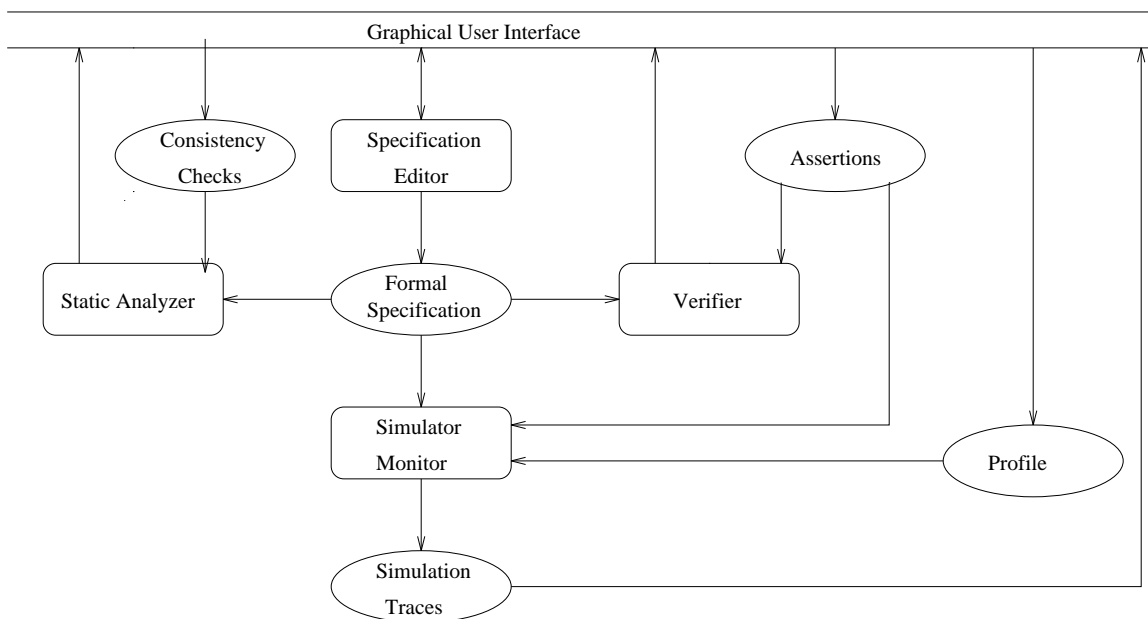 Graphical User Interface
Consistency
Checks
Specification
Editor
Assertions
Static Analyzer
Formal
Specification
Verifier
Simulator
Monitor
Profile
Simulation
Traces